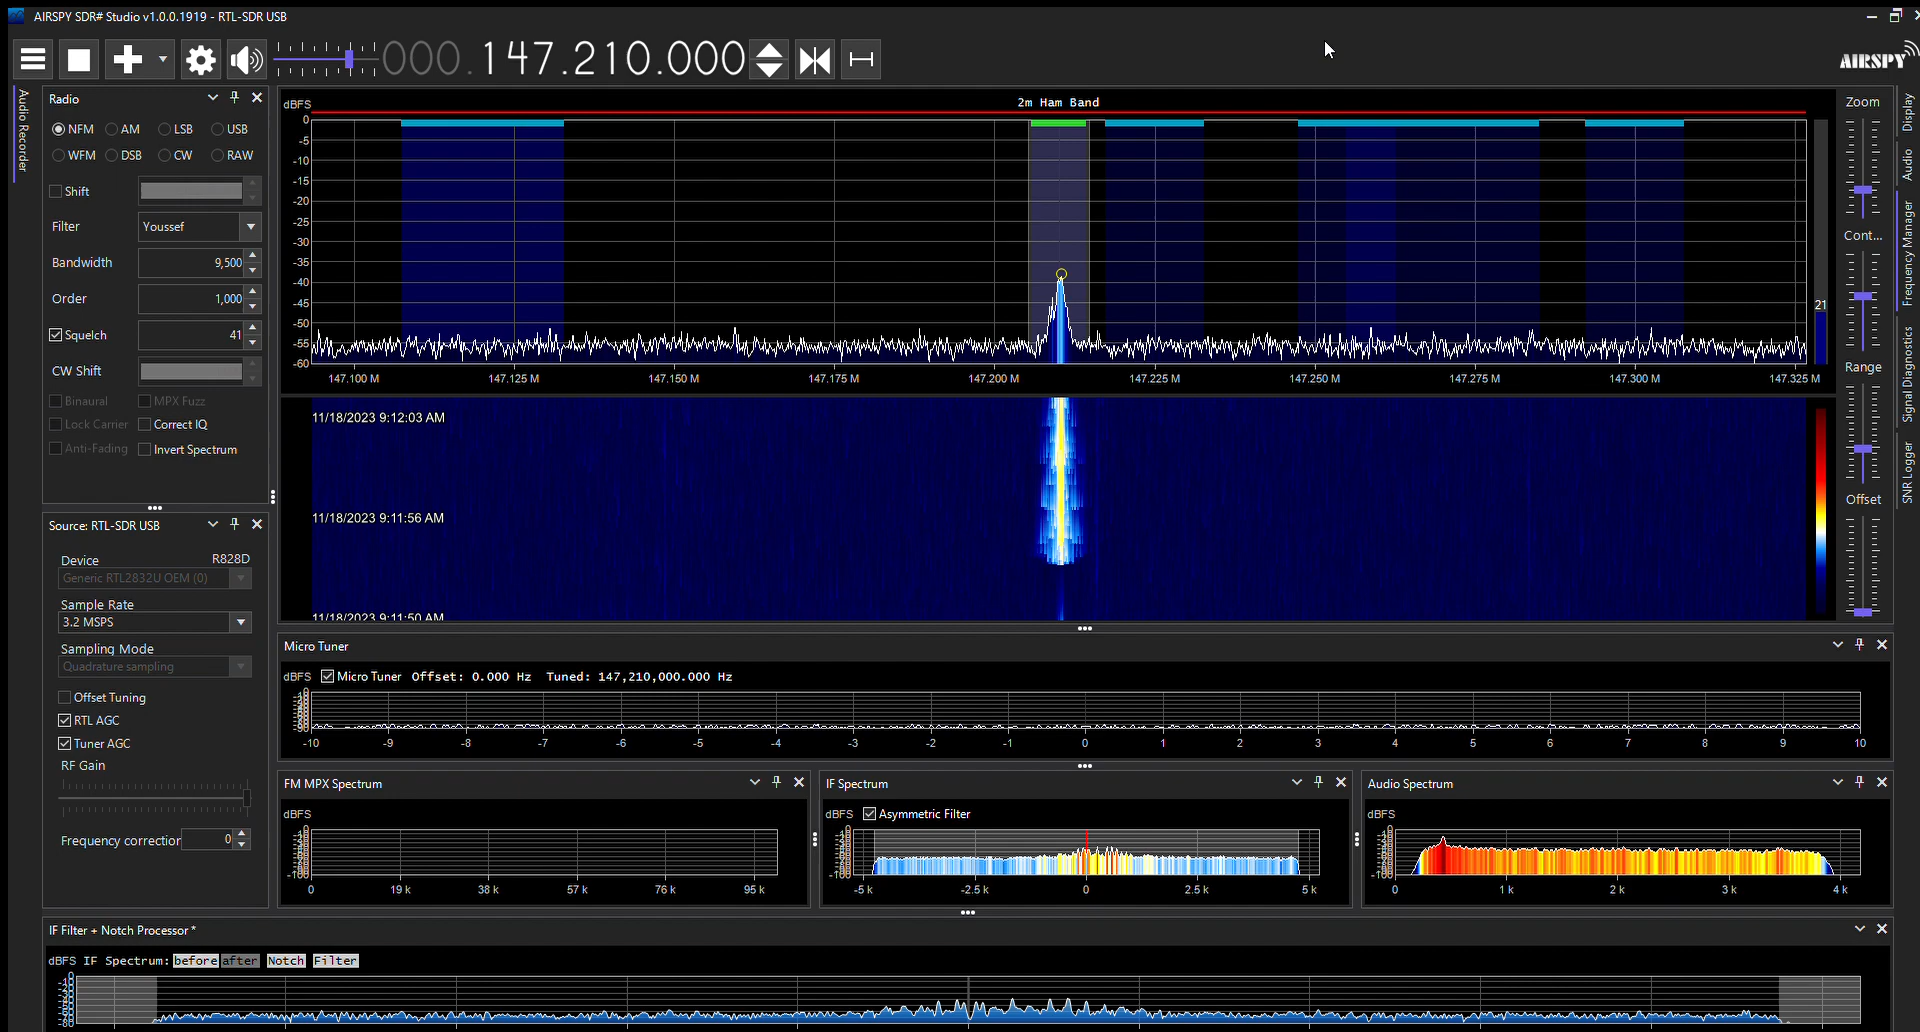 AIRSPY SDR# Studio v1.0.0.1919 - RTL-SDR USB
000.147.210.000
AIRSPY
Audio Recorder
Radio
NFM AM LSB USB
WFM DSB CW RAW
Shift
Filter Youssef
Bandwidth 9,500
Order 1,000
Squelch 41
CW Shift
Binaural MPX Fuzz
Lock Carrier Correct IQ
Anti-Fading Invert Spectrum
Source: RTL-SDR USB
Device R828D
Generic RTL2832U OEM (0)
Sample Rate
3.2 MSPS
Sampling Mode
Quadrature sampling
Offset Tuning
RTL AGC
Tuner AGC
RF Gain
Frequency correction 0
dBFS
2m Ham Band
0
-5
-10
-15
-20
-25
-30
-35
-40
-45
-50
-55
-60
21
147.100 M 147.125 M 147.150 M 147.175 M 147.200 M 147.225 M 147.250 M 147.275 M 147.300 M 147.325 M
11/18/2023 9:12:03 AM
11/18/2023 9:11:56 AM
11/18/2023 9:11:50 AM
Zoom
Cont...
Range
Offset
Display
Audio
Frequency Manager
Signal Diagnostics
SNR Logger
Micro Tuner
dBFS Micro Tuner Offset: 0.000 Hz Tuned: 147,210,000.000 Hz
-10 -9 -8 -7 -6 -5 -4 -3 -2 -1 0 1 2 3 4 5 6 7 8 9 10
FM MPX Spectrum
dBFS
-100
0 19 k 38 k 57 k 76 k 95 k
IF Spectrum
dBFS Asymmetric Filter
-100
-5 k -2.5 k 0 2.5 k 5 k
Audio Spectrum
dBFS
-100
0 1 k 2 k 3 k 4 k
IF Filter + Notch Processor *
dBFS IF Spectrum: before after Notch Filter